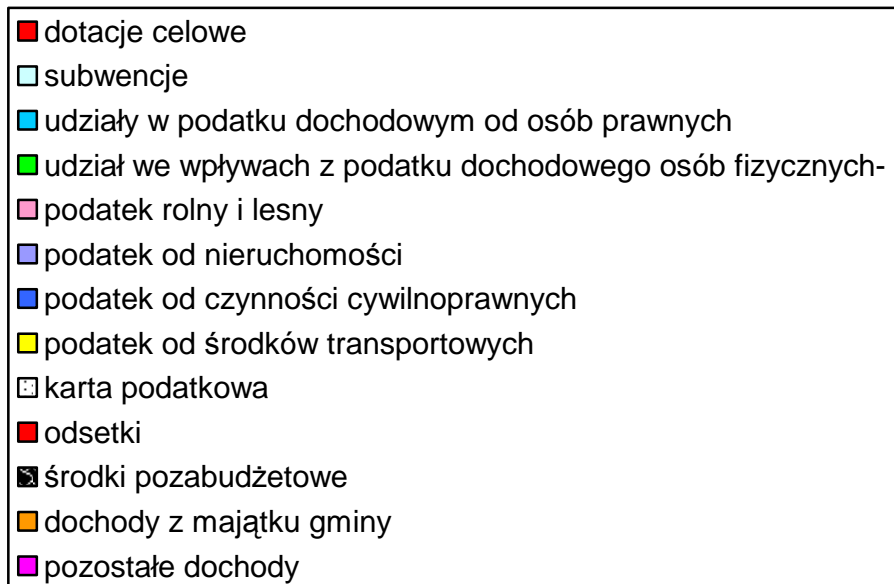 dotacje celowe
subwencje
udziały w podatku dochodowym od osób prawnych
udział we wpływach z podatku dochodowego osób fizycznych-
podatek rolny i lesny
podatek od nieruchomości
podatek od czynności cywilnoprawnych
podatek od środków transportowych
karta podatkowa
odsetki
środki pozabudżetowe
dochody z majątku gminy
pozostałe dochody